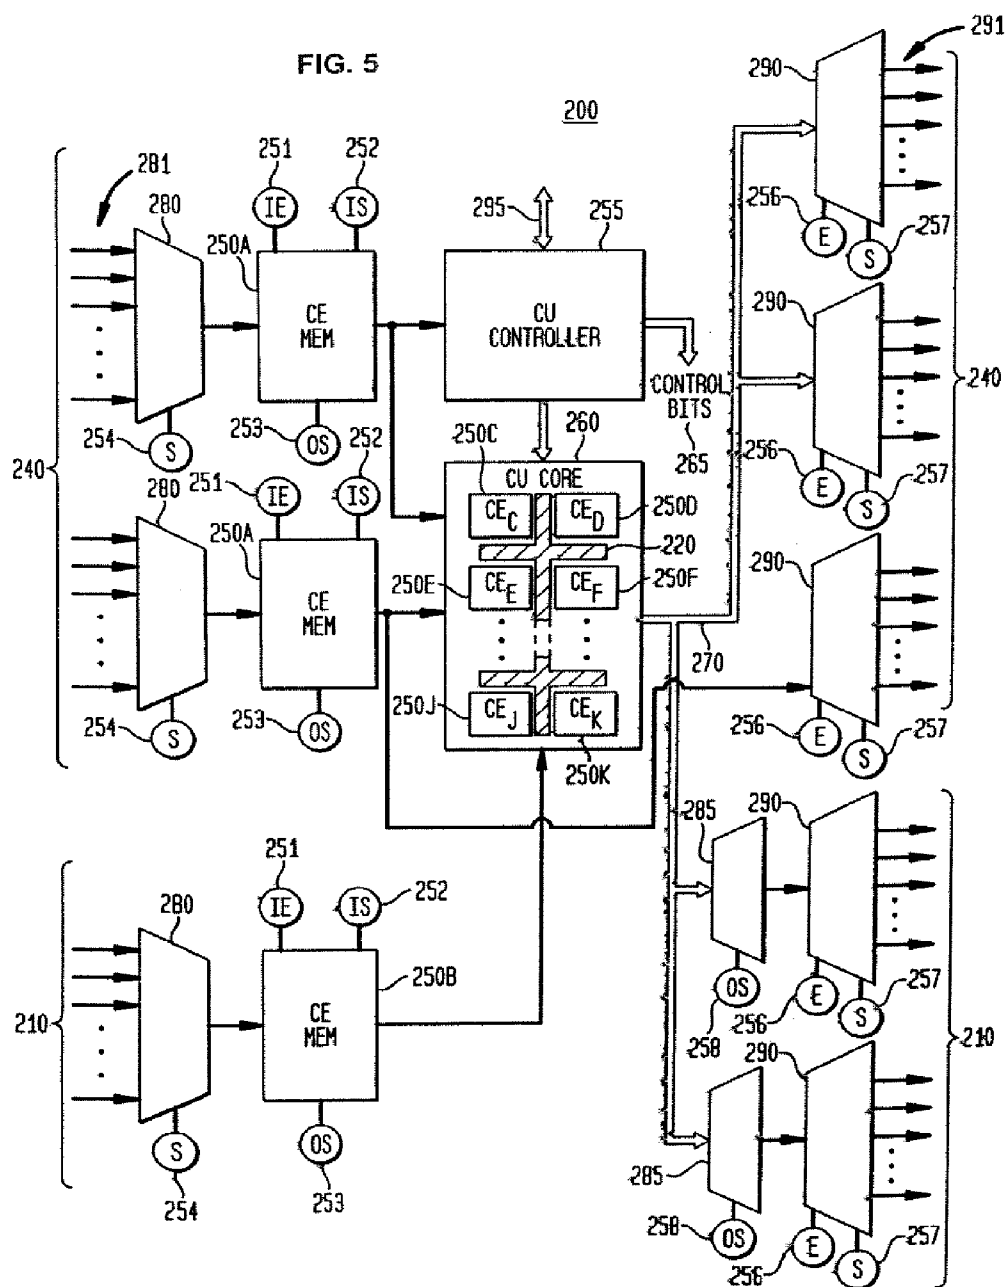 FIG. 5
200
291
290
281
280
251
252
IE
IS
250A
295
255
256
E
S
257
CE
MEM
CU
CONTROLLER
290
240
CONTROL
BITS
265
253
OS
254
S
240
251
252
IE
IS
280
250A
250C
260
CU CORE
CE C
CE D
250D
220
250E
CE E
CE F
250F
256
E
S
257
290
CE
MEM
270
250J
CE J
CE K
250K
253
OS
254
S
256
E
S
257
285
290
251
252
IE
IS
280
250B
CE
MEM
210
OS
258
256
E
S
257
290
210
S
254
OS
253
285
258
OS
256
E
S
257